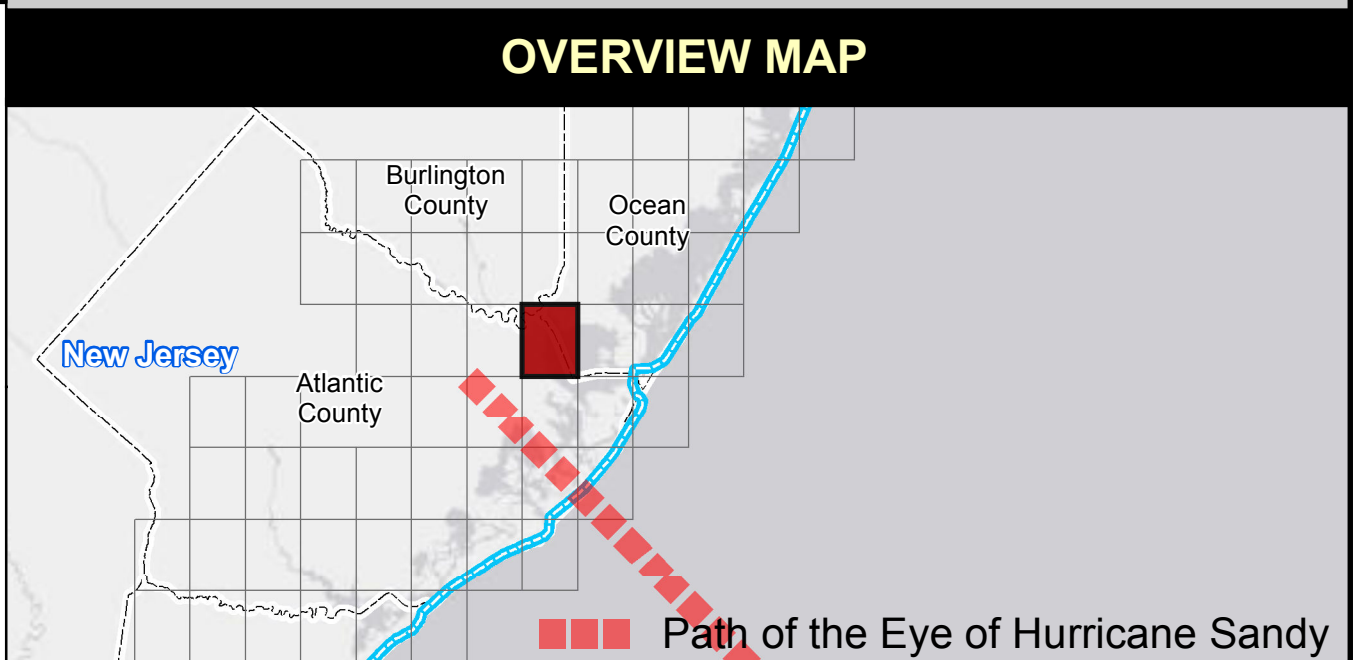 OVERVIEW MAP
Burlington
County
Ocean
County
New Jersey
Atlantic
County
Path of the Eye of Hurricane Sandy